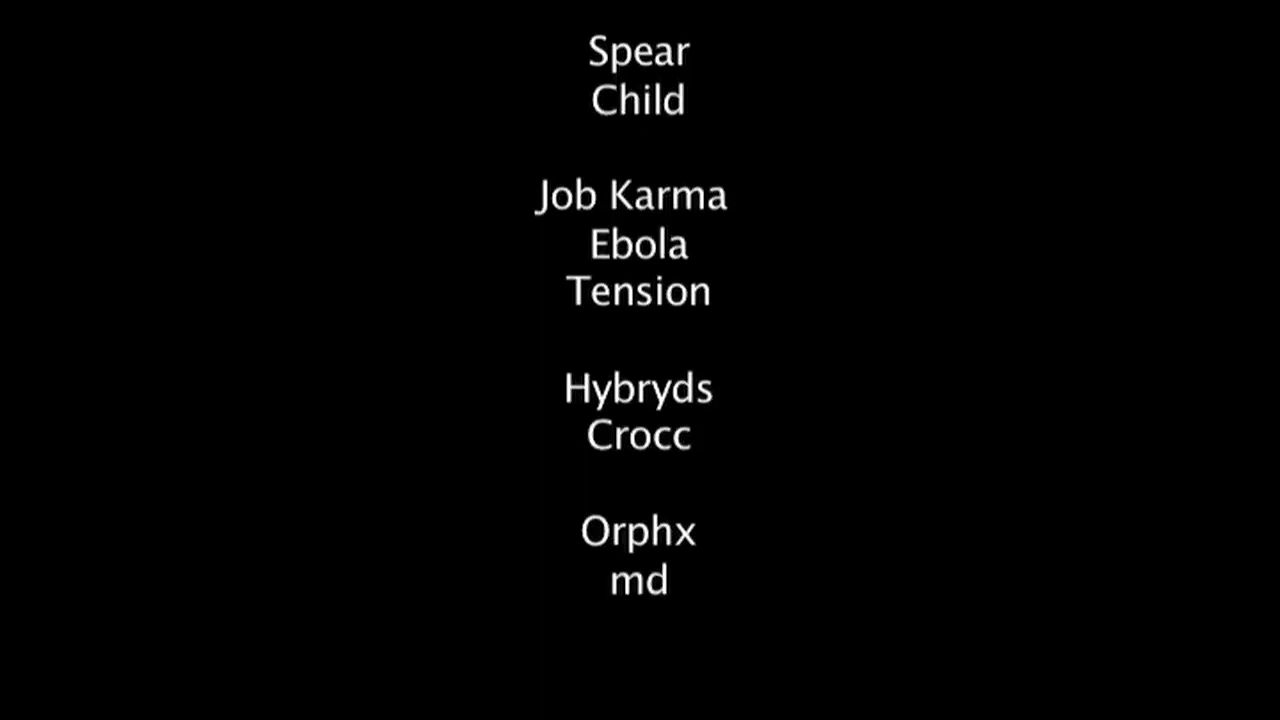 Spear
Child
Job Karma
Ebola
Tension
Hybryds
Crocc
Orphx
md